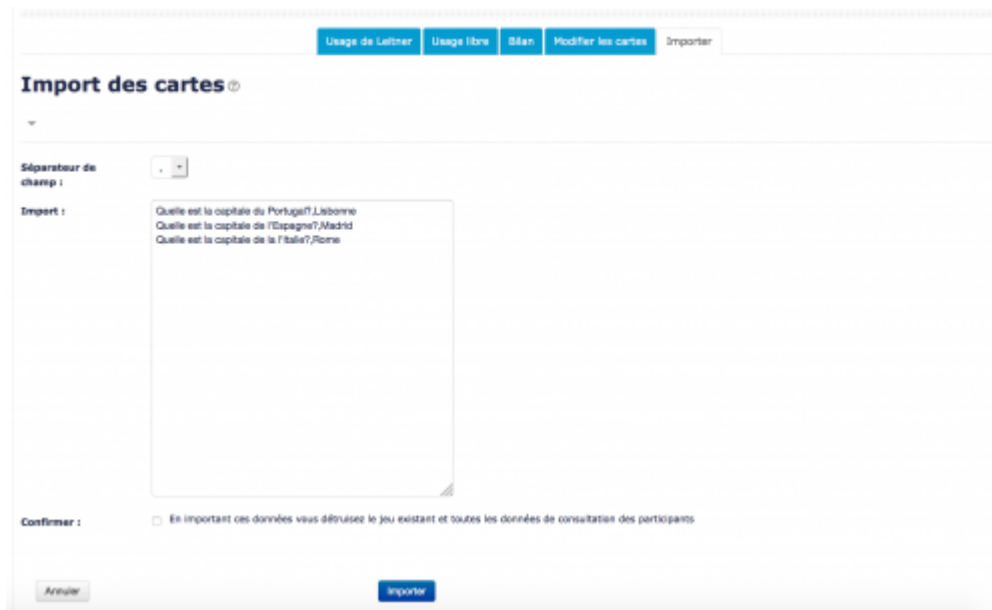 Usage de Leitner Usage libre Bilan Modifier les cartes Importer
Import des cartes
Séparateur de
champ :
,
Import :
Quelle est la capitale du Portugal?,Lisbonne
Quelle est la capitale de l'Espagne?,Madrid
Quelle est la capitale de la l'Italie?,Rome
Confirmer :
En important ces données vous détruisez le jeu existant et toutes les données de consultation des participants
Annuler Importer